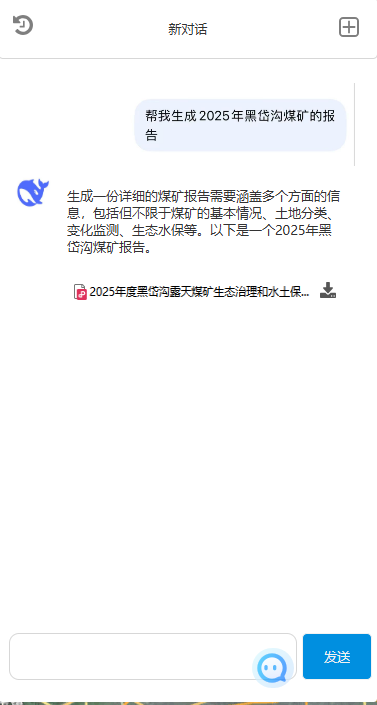 新对话
帮我生成2025年黑岱沟煤矿的报
告
生成一份详细的煤矿报告需要涵盖多个方面的信
息，包括但不限于煤矿的基本情况、土地分类、
变化监测、生态水保等。以下是一个2025年黑
岱沟煤矿报告。
2025年度黑岱沟露天煤矿生态治理和水土保...
发送